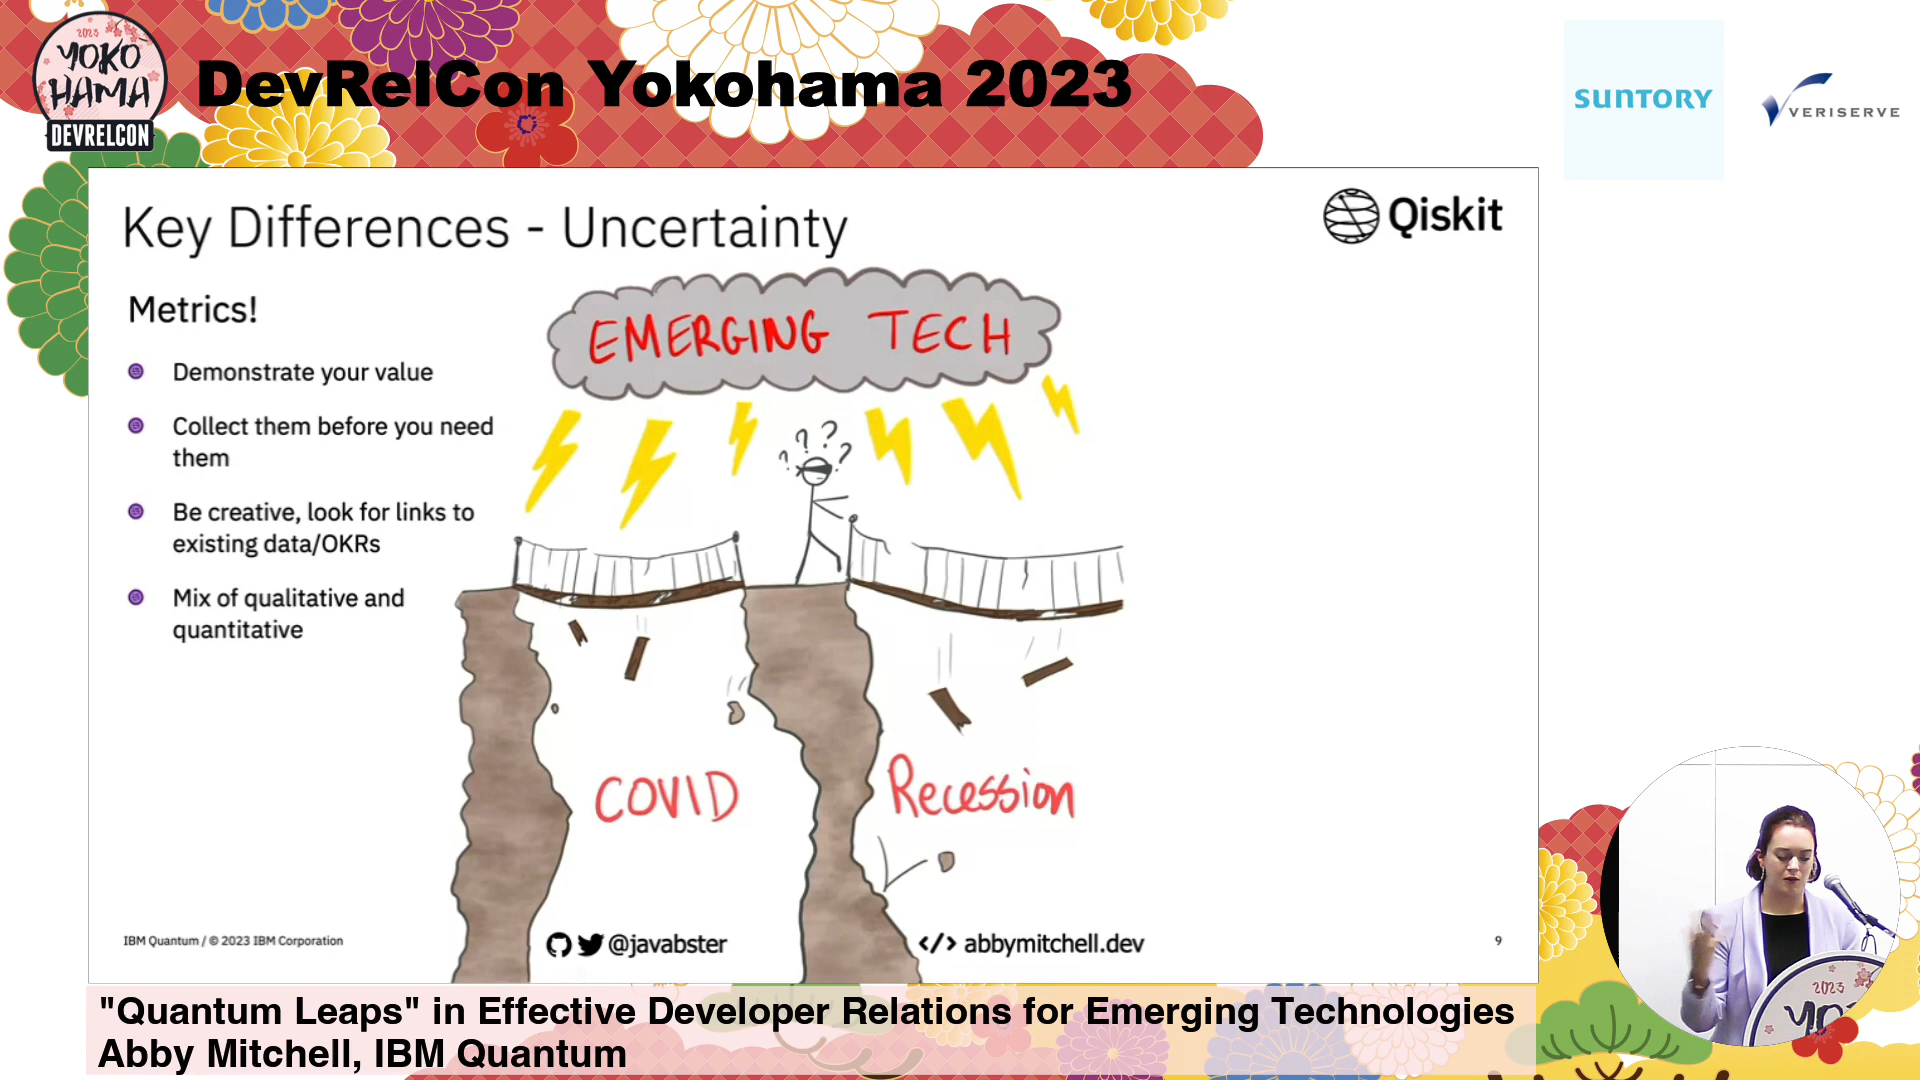 2023
YOKO
HAMA
DEVRELCON
DevRelCon Yokohama 2023
SUNTORY
VERISERVE
Key Differences - Uncertainty
Qiskit
Metrics!
Demonstrate your value
Collect them before you need
them
Be creative, look for links to
existing data/OKRs
Mix of qualitative and
quantitative
EMERGING TECH
? ? ? ?
COVID
Recession
IBM Quantum / © 2023 IBM Corporation
@javabster
</> abbymitchell.dev
9
"Quantum Leaps" in Effective Developer Relations for Emerging Technologies
Abby Mitchell, IBM Quantum
2023
YO